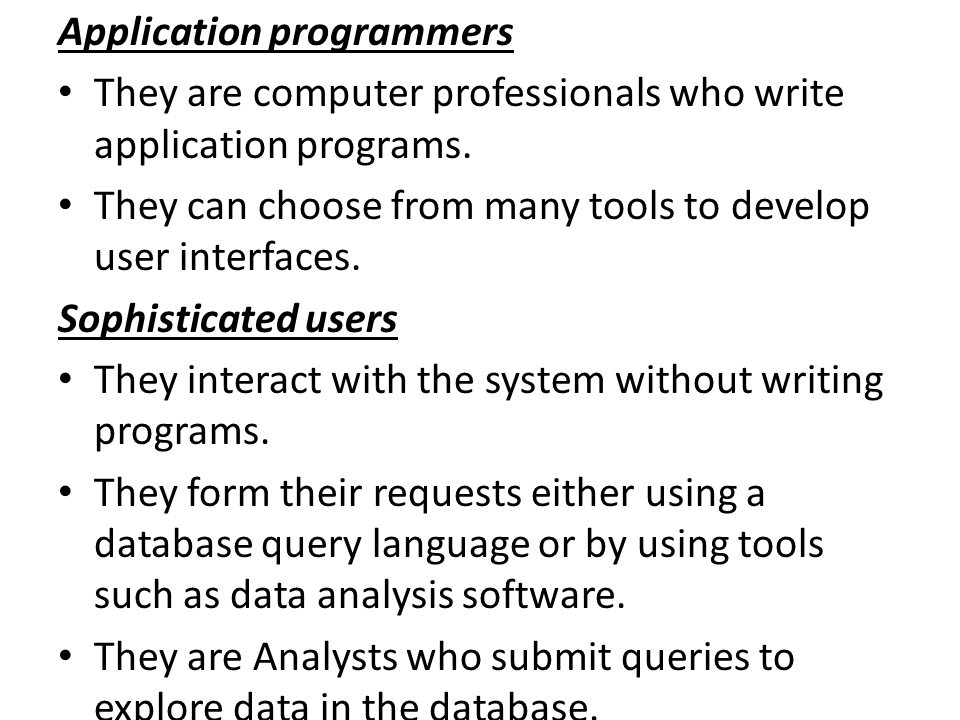 Application programmers
• They are computer professionals who write
application programs.
• They can choose from many tools to develop
user interfaces.
Sophisticated users
• They interact with the system without writing
programs.
• They form their requests either using a
database query language or by using tools
such as data analysis software.
• They are Analysts who submit queries to
explore data in the database.